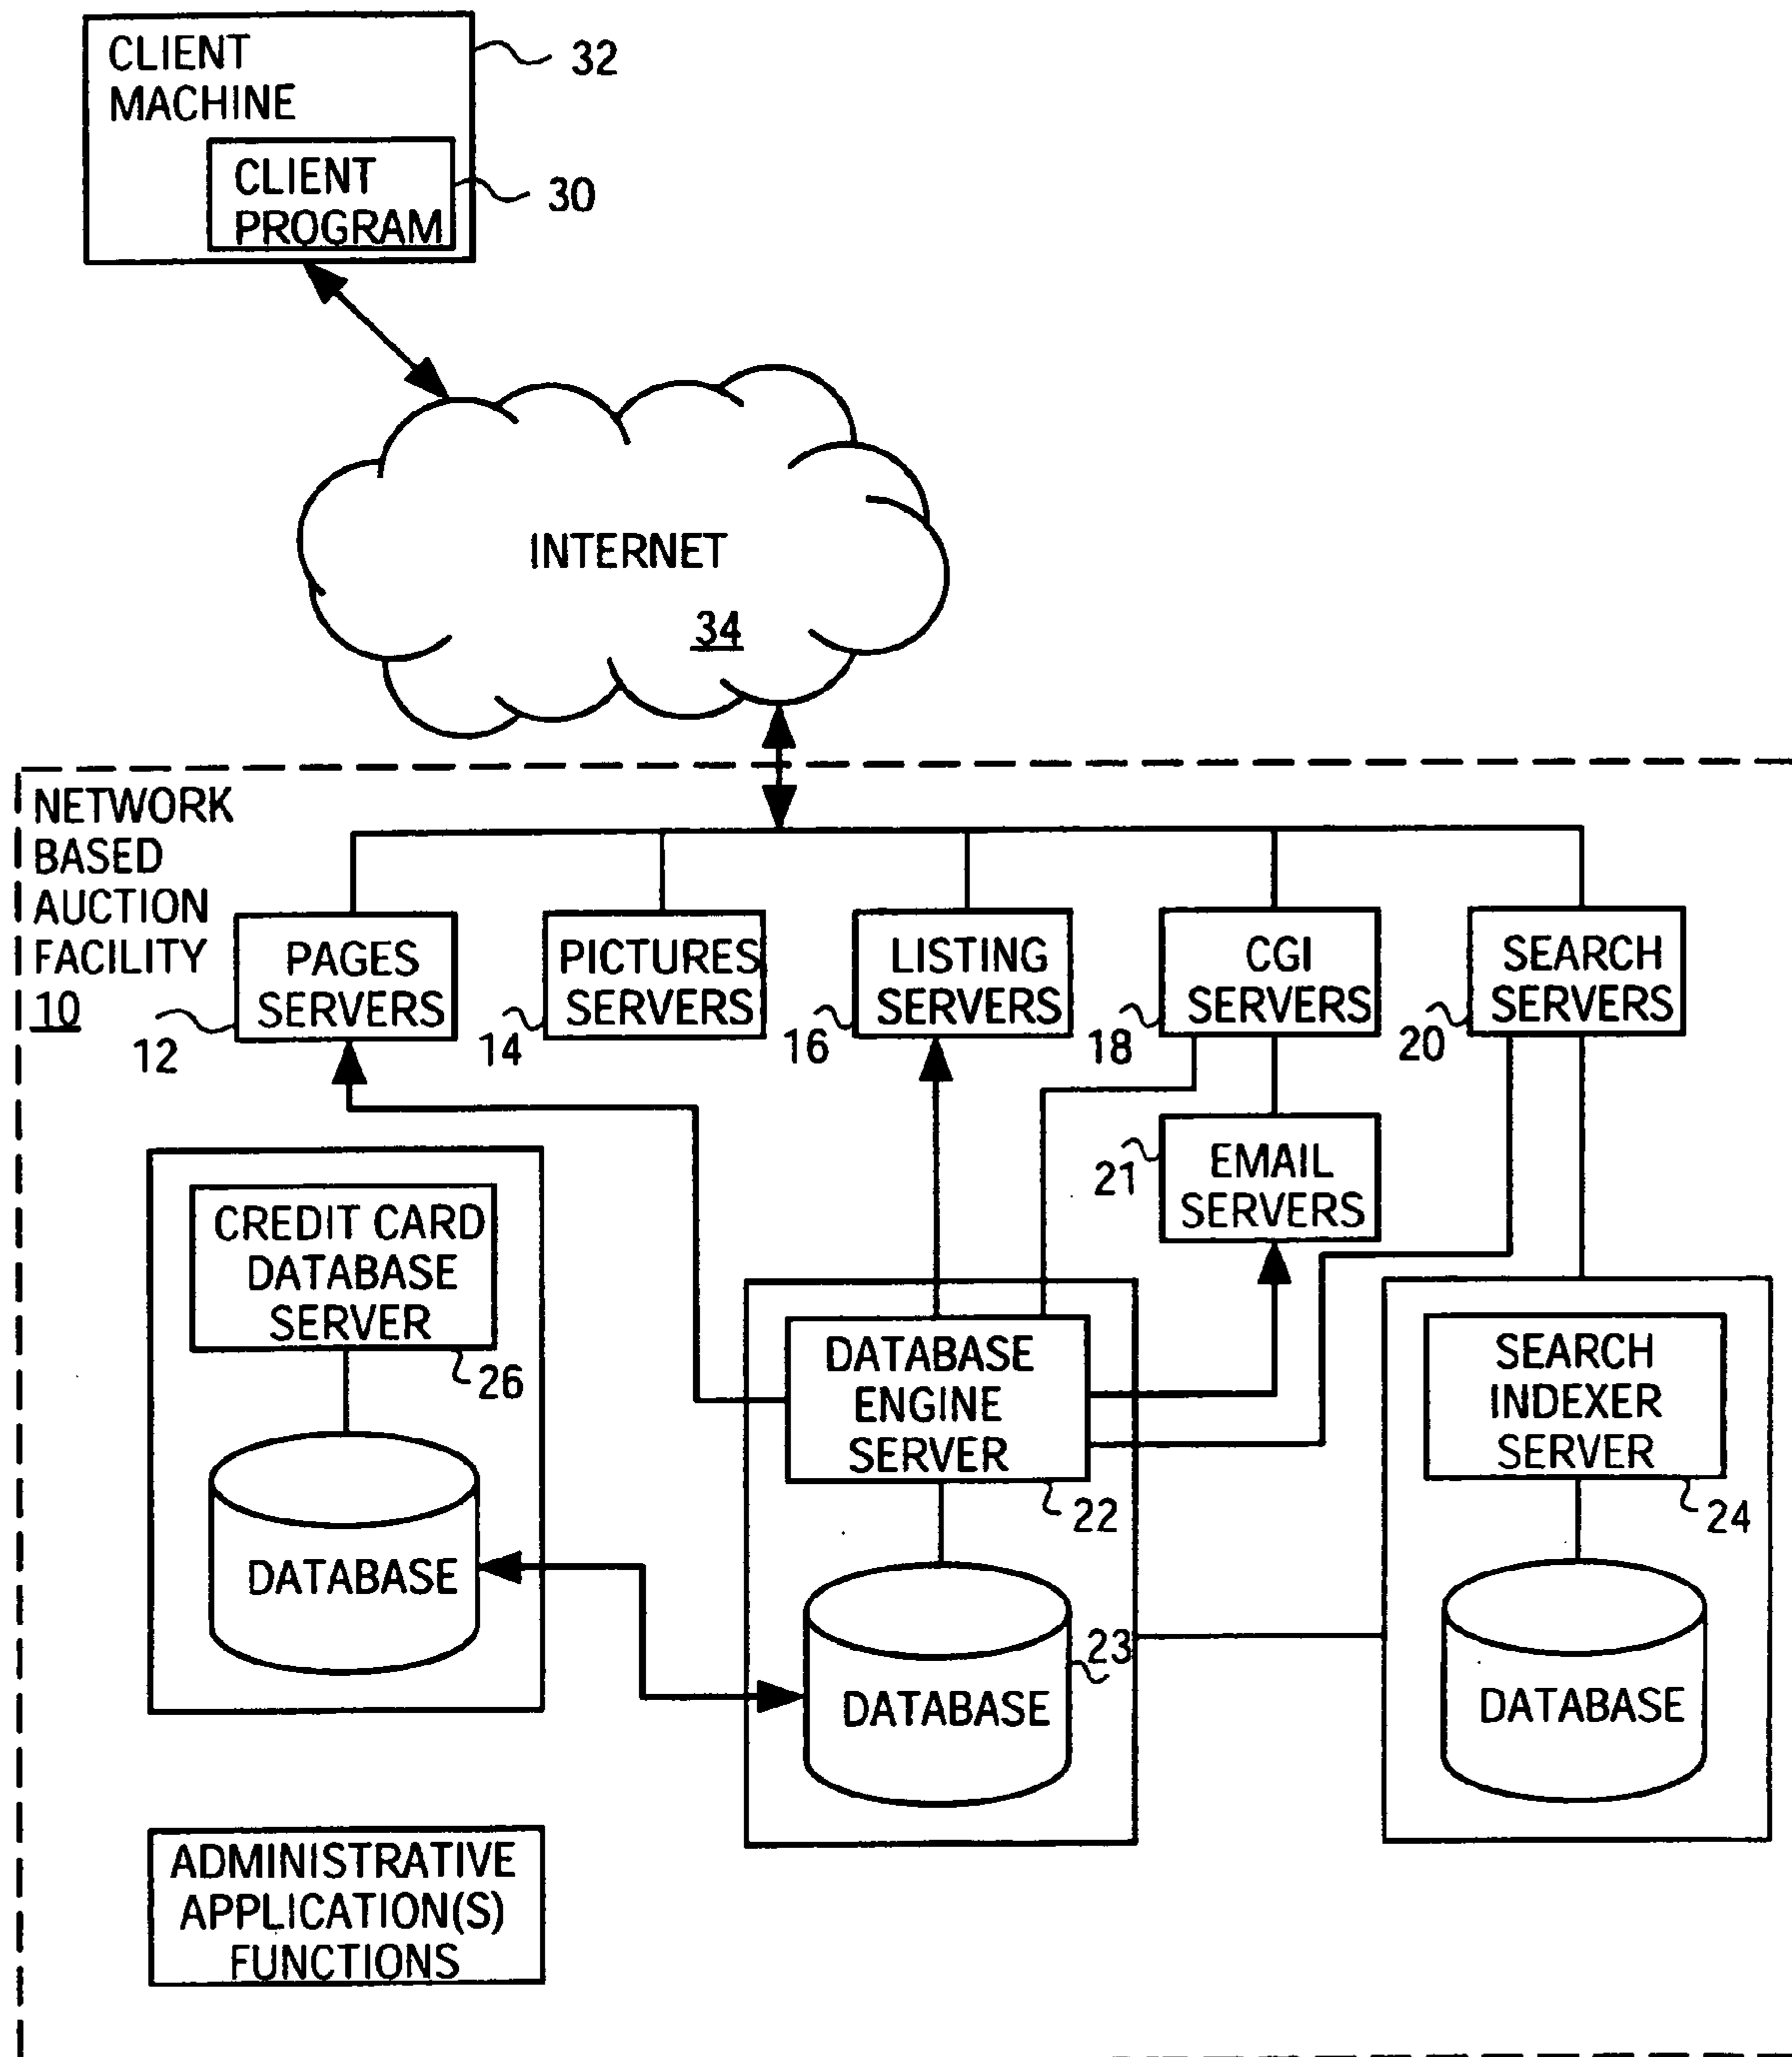 CLIENT
MACHINE
32
CLIENT
PROGRAM
30
INTERNET
34
NETWORK
BASED
AUCTION
FACILITY
10
PAGES
SERVERS
12
PICTURES
SERVERS
14
LISTING
SERVERS
16
CGI
SERVERS
18
SEARCH
SERVERS
20
EMAIL
SERVERS
21
CREDIT CARD
DATABASE
SERVER
26
DATABASE
DATABASE
ENGINE
SERVER
22
DATABASE
23
SEARCH
INDEXER
SERVER
24
DATABASE
ADMINISTRATIVE
APPLICATION(S)
FUNCTIONS